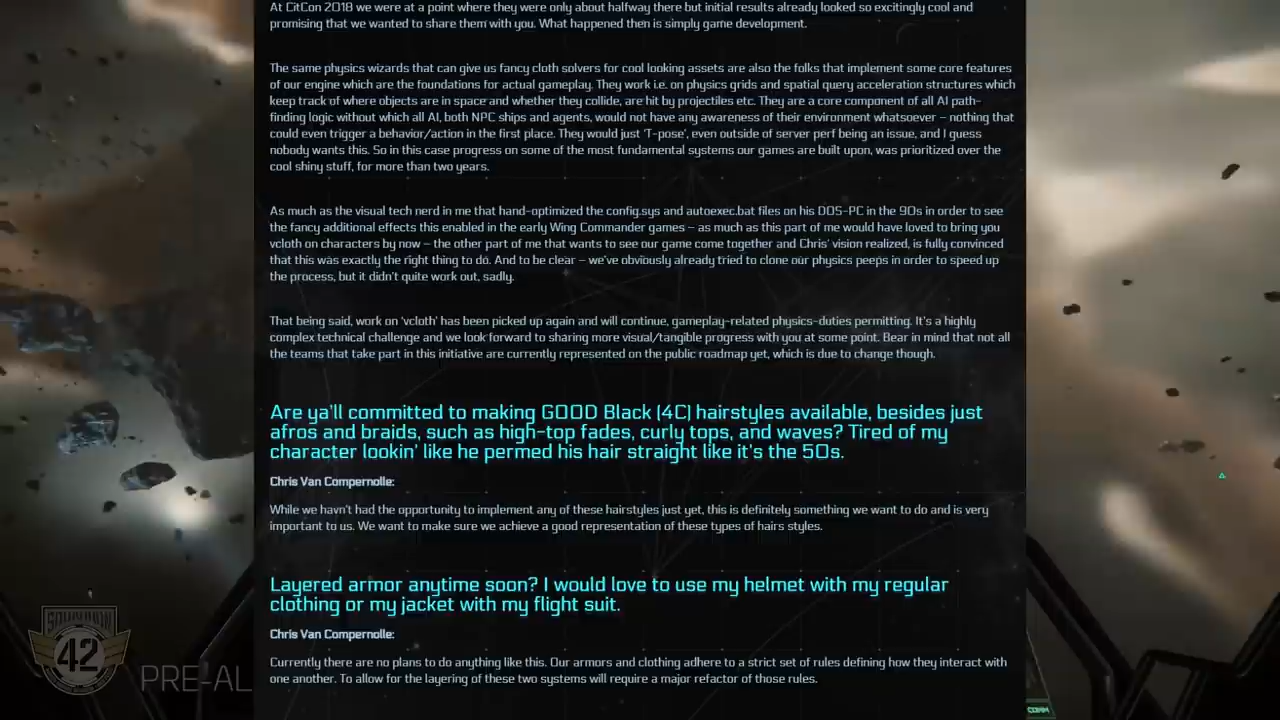 At CitCon 2018 we were at a point where they were only about halfway there but initial results already looked so excitingly cool and
promising that we wanted to share them with you. What happened then is simply game development.
The same physics wizards that can give us fancy cloth solvers for cool looking assets are also the folks that implement some core features
of our engine which are the foundations for actual gameplay. They work i.e. on physics grids and spatial query acceleration structures which
keep track of where objects are in space and whether they collide, are hit by projectiles etc. They are a core component of all AI path-
finding logic without which all AI, both NPC ships and agents, would not have any awareness of their environment whatsoever – nothing that
could even trigger a behavior/action in the first place. They would just 'T-pose', even outside of server perf being an issue, and I guess
nobody wants this. So in this case progress on some of the most fundamental systems our games are built upon, was prioritized over the
cool shiny stuff, for more than two years.
As much as the visual tech nerd in me that hand-optimized the config.sys and autoexec.bat files on his DOS-PC in the 90s in order to see
the fancy additional effects this enabled in the early Wing Commander games – as much as this part of me would have loved to bring you
vcloth on characters by now – the other part of me that wants to see our game come together and Chris' vision realized, is fully convinced
that this was exactly the right thing to do. And to be clear – we've obviously already tried to clone our physics peeps in order to speed up
the process, but it didn't quite work out, sadly.
That being said, work on 'vcloth' has been picked up again and will continue, gameplay-related physics-duties permitting. It's a highly
complex technical challenge and we look forward to sharing more visual/tangible progress with you at some point. Bear in mind that not all
the teams that take part in this initiative are currently represented on the public roadmap yet, which is due to change though.
Are ya'll committed to making GOOD Black (4C) hairstyles available, besides just
afros and braids, such as high-top fades, curly tops, and waves? Tired of my
character lookin' like he permed his hair straight like it's the 50s.
Chris Van Compernolle:
While we havn't had the opportunity to implement any of these hairstyles just yet, this is definitely something we want to do and is very
important to us. We want to make sure we achieve a good representation of these types of hairs styles.
Layered armor anytime soon? I would love to use my helmet with my regular
clothing or my jacket with my flight suit.
Chris Van Compernolle:
Currently there are no plans to do anything like this. Our armors and clothing adhere to a strict set of rules defining how they interact with
one another. To allow for the layering of these two systems will require a major refactor of those rules.
SQUADRON
42
PRE-AL
COMM